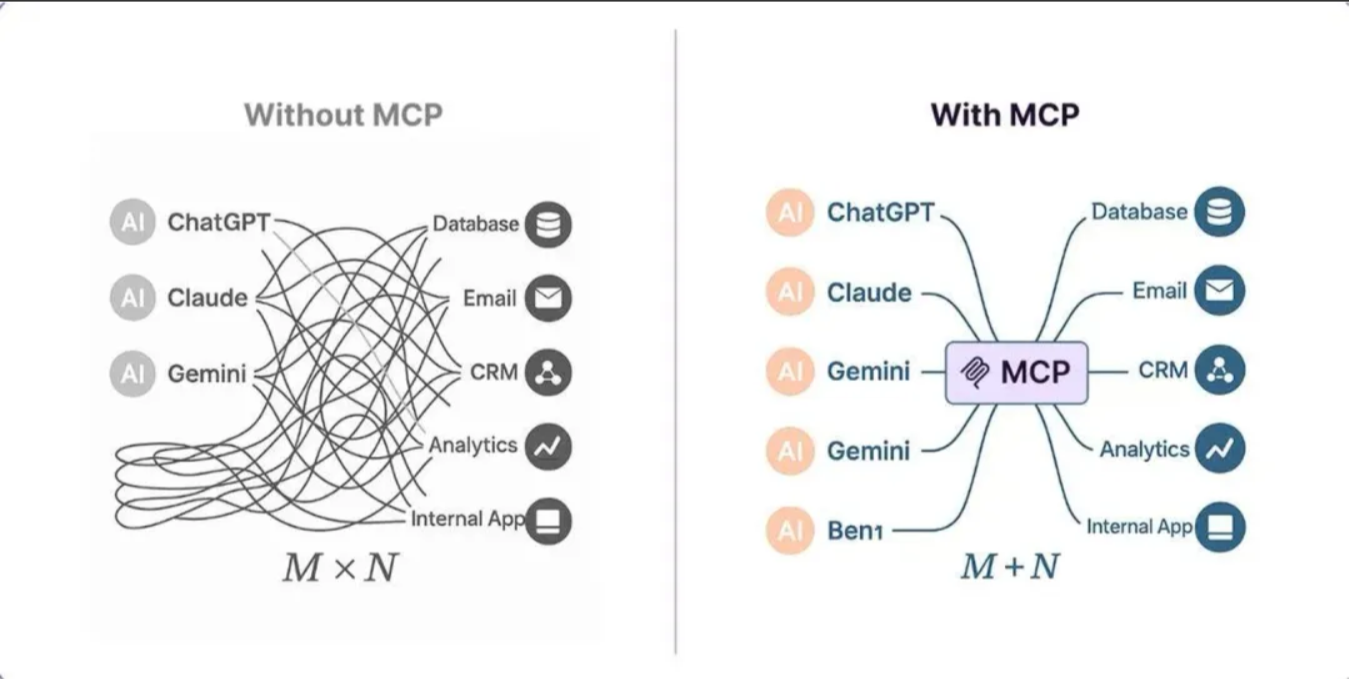 Without MCP
AI ChatGPT
AI Claude
AI Gemini
Database
Email
CRM
Analytics
Internal App
M × N
With MCP
AI ChatGPT
AI Claude
AI Gemini
AI Gemini
AI Ben1
MCP
Database
Email
CRM
Analytics
Internal App
M + N